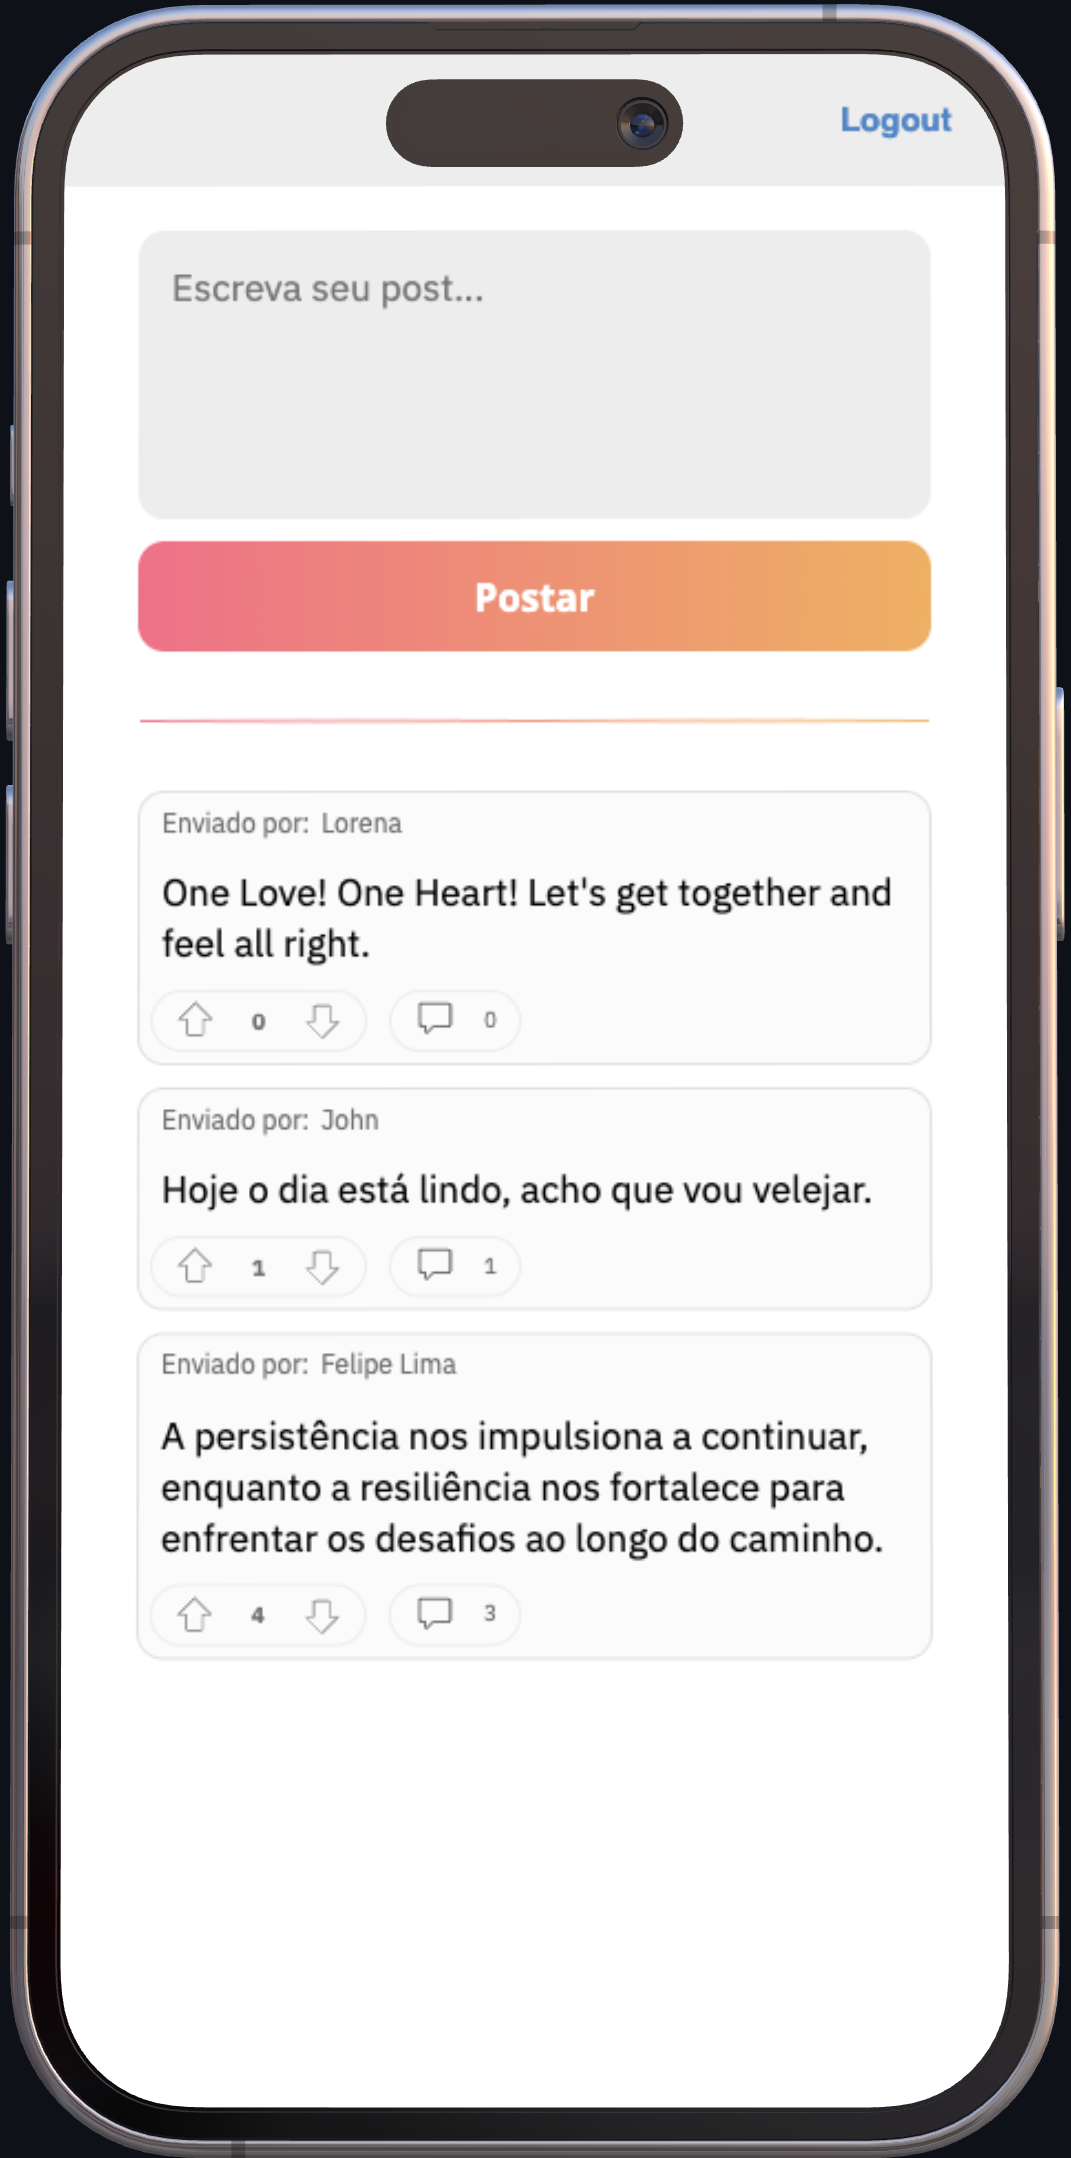 Logout
Escreva seu post...
Postar
Enviado por: Lorena
One Love! One Heart! Let's get together and
feel all right.
0 0
Enviado por: John
Hoje o dia está lindo, acho que vou velejar.
1 1
Enviado por: Felipe Lima
A persistência nos impulsiona a continuar,
enquanto a resiliência nos fortalece para
enfrentar os desafios ao longo do caminho.
4 3